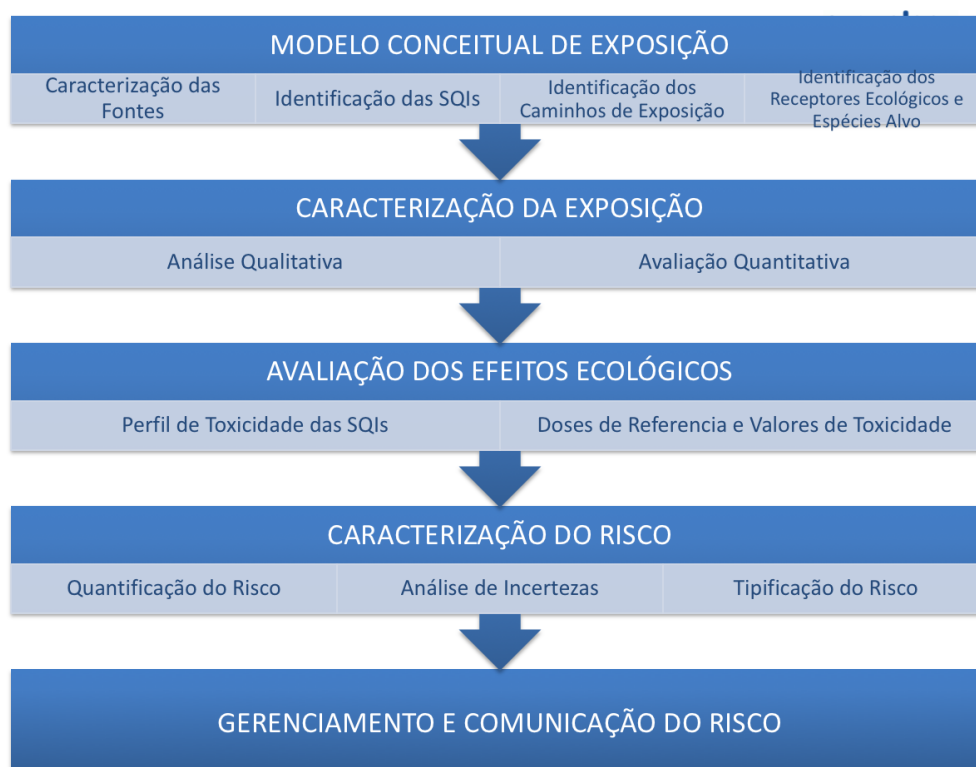 MODELO CONCEITUAL DE EXPOSIÇÃO
Caracterização das
Fontes
Identificação das SQIs
Identificação dos
Caminhos de Exposição
Identificação dos
Receptores Ecológicos e
Espécies Alvo
CARACTERIZAÇÃO DA EXPOSIÇÃO
Análise Qualitativa
Avaliação Quantitativa
AVALIAÇÃO DOS EFEITOS ECOLÓGICOS
Perfil de Toxicidade das SQIs
Doses de Referencia e Valores de Toxicidade
CARACTERIZAÇÃO DO RISCO
Quantificação do Risco
Análise de Incertezas
Tipificação do Risco
GERENCIAMENTO E COMUNICAÇÃO DO RISCO